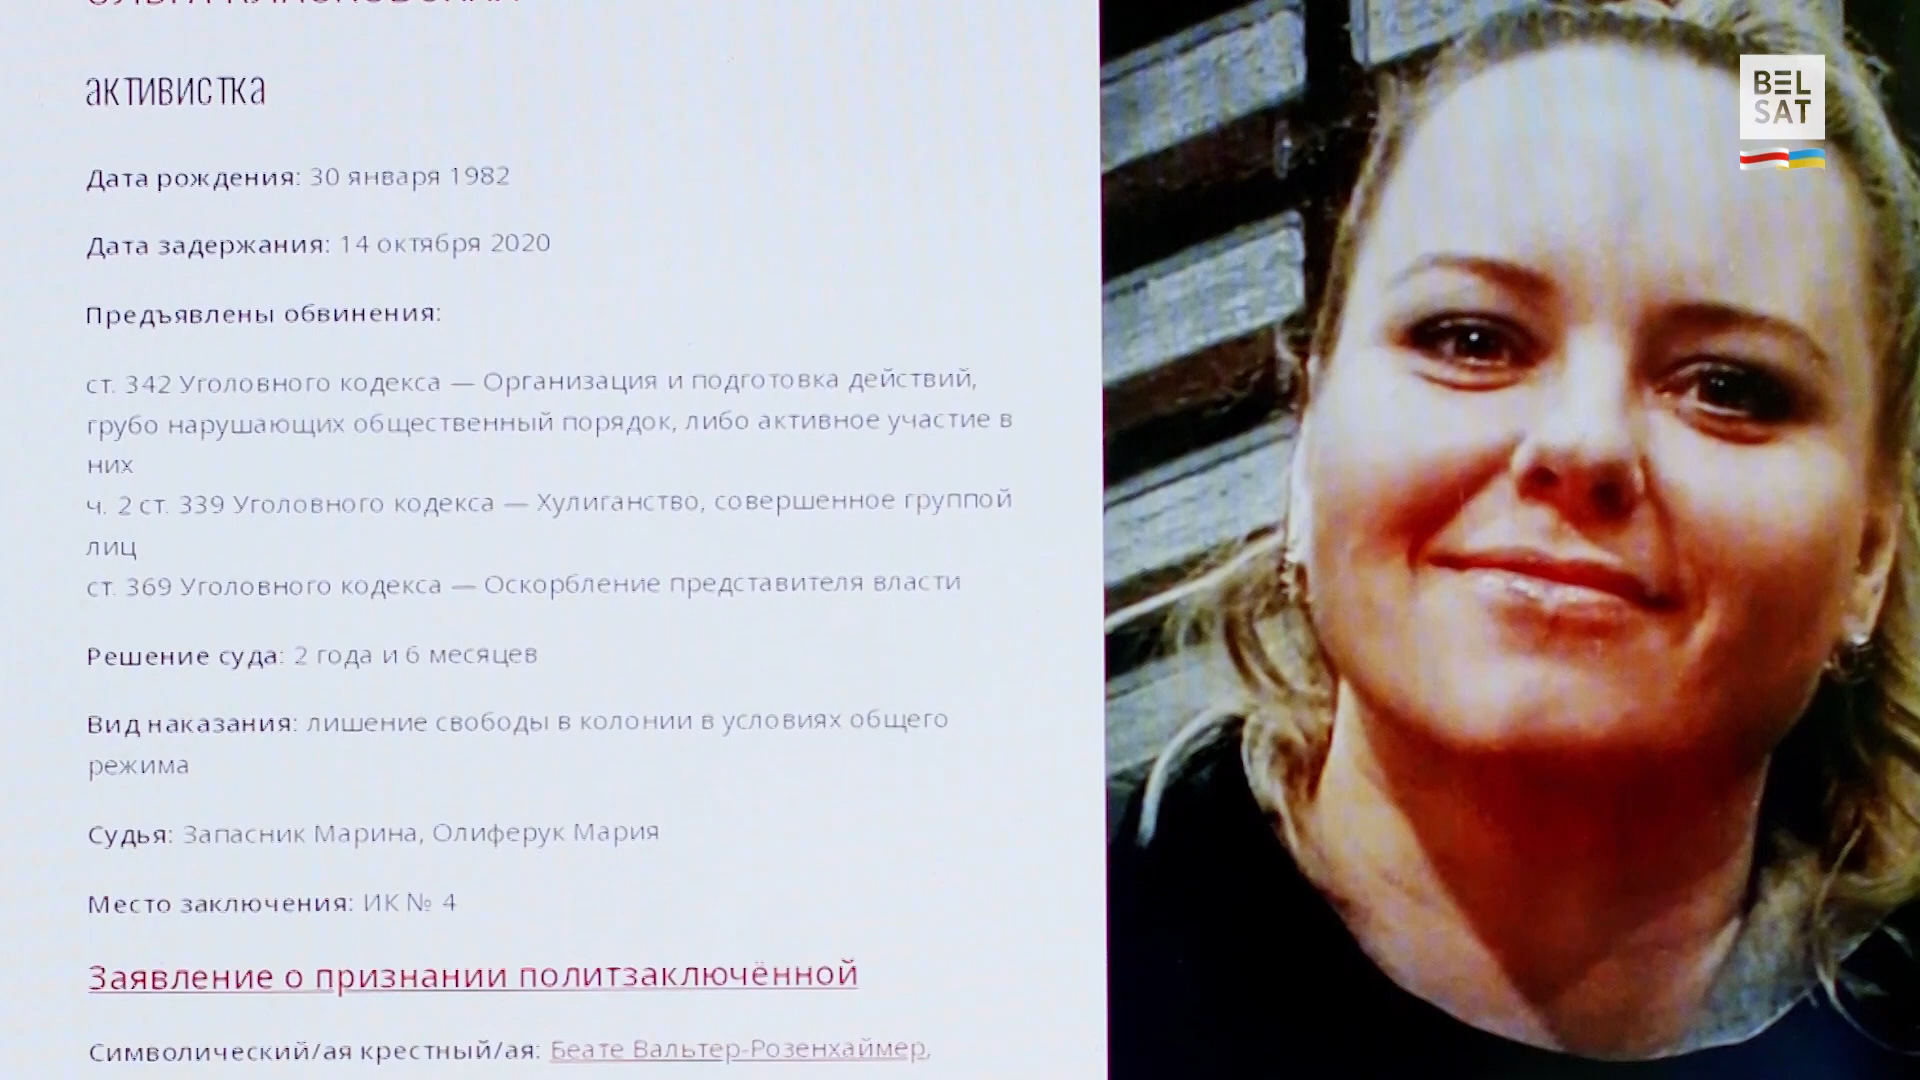 активистка
Дата рождения: 30 января 1982
Дата задержания: 14 октября 2020
Предъявлены обвинения:
ст. 342 Уголовного кодекса — Организация и подготовка действий,
грубо нарушающих общественный порядок, либо активное участие в
них
ч. 2 ст. 339 Уголовного кодекса — Хулиганство, совершенное группой
лиц
ст. 369 Уголовного кодекса — Оскорбление представителя власти
Решение суда: 2 года и 6 месяцев
Вид наказания: лишение свободы в колонии в условиях общего
режима
Судья: Запасник Марина, Олиферук Мария
Место заключения: ИК № 4
Заявление о признании политзаключённой
Символический/ая крестный/ая: Беате Вальтер-Розенхаймер,
BEL
SAT